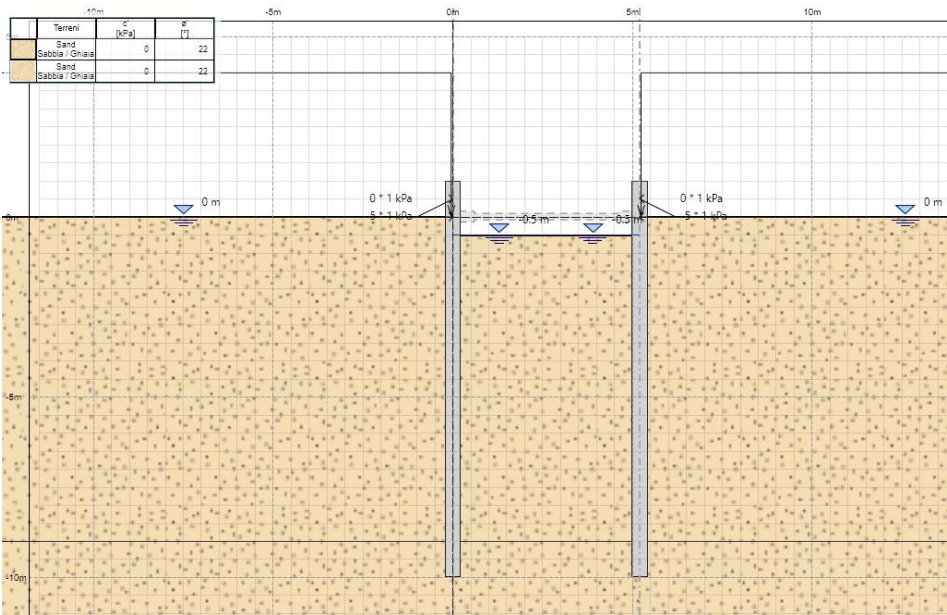 -10m -5m 0m 5m 10m
Terreni c' ø'
[kPa] [°]
Sand
Sabbia / Ghiaia 0 22
Sand
Sabbia / Ghiaia 0 22
0 * 1 kPa 0 * 1 kPa
0 m 0 m
0m 5 * 1 kPa -0.5 m -0.5 m 5 * 1 kPa
-5m
-10m